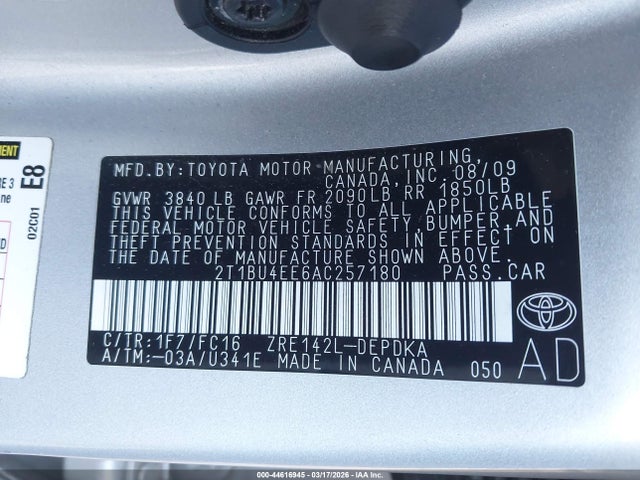 MFD.BY:TOYOTA MOTOR MANUFACTURING,
CANADA, INC. 08/09
GVWR 3840 LB GAWR FR 2090LB RR 1850LB
THIS VEHICLE CONFORMS TO ALL APPLICABLE
FEDERAL MOTOR VEHICLE SAFETY, BUMPER, AND
THEFT PREVENTION STANDARDS IN EFFECT ON
THE DATE OF MANUFACTURE SHOWN ABOVE.
2T1BU4EE6AC257180 PASS.CAR
C/TR:1F7/FC16 ZRE142L-DEPDKA
A/TM:-03A/U341E MADE IN CANADA 050
AD
E8
02C01
000-44616945 - 03/17/2026 - IAA Inc.